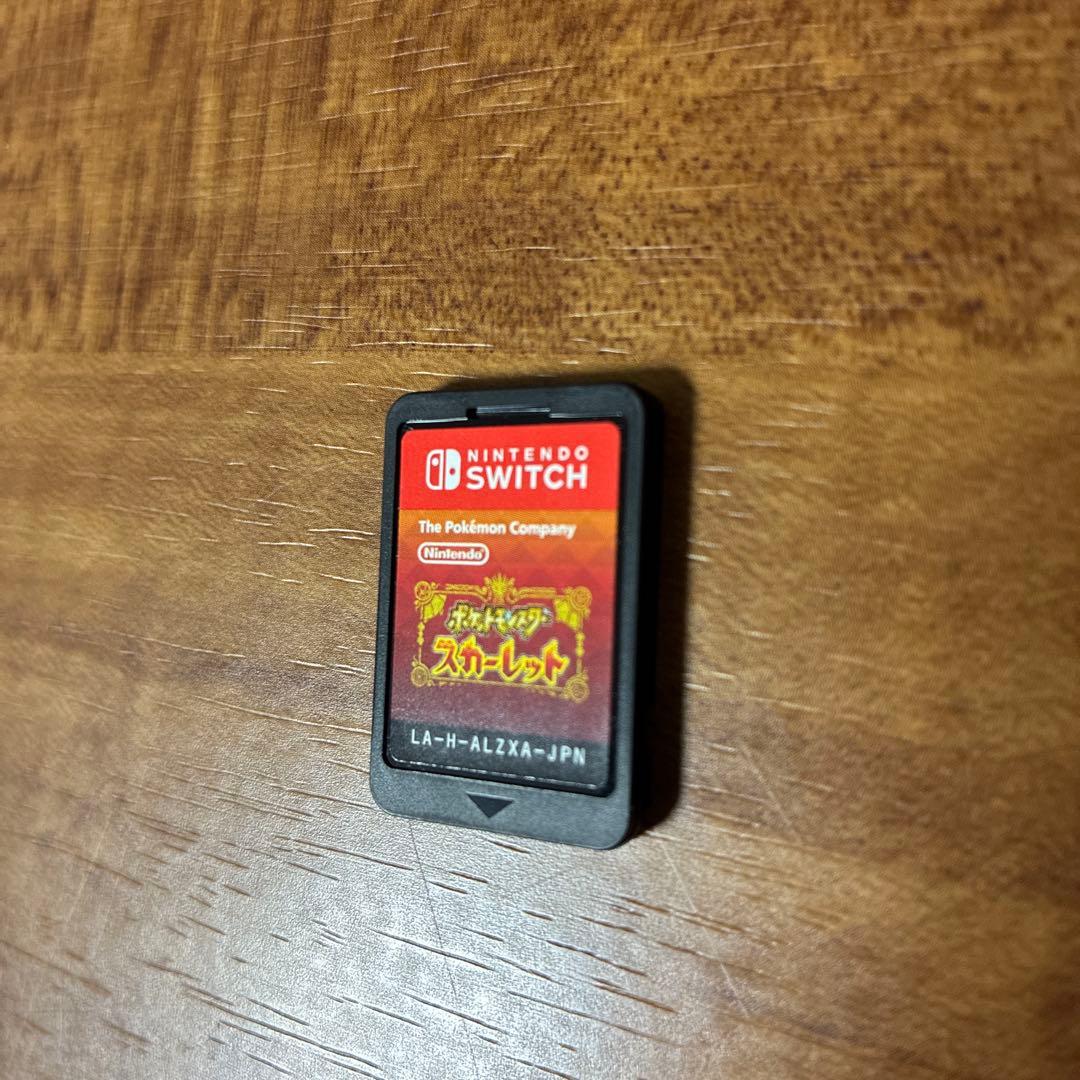 NINTENDO
SWITCH
The Pokémon Company
Nintendo
ポケットモンスター
スカーレット
LA-H-ALZXA-JPN